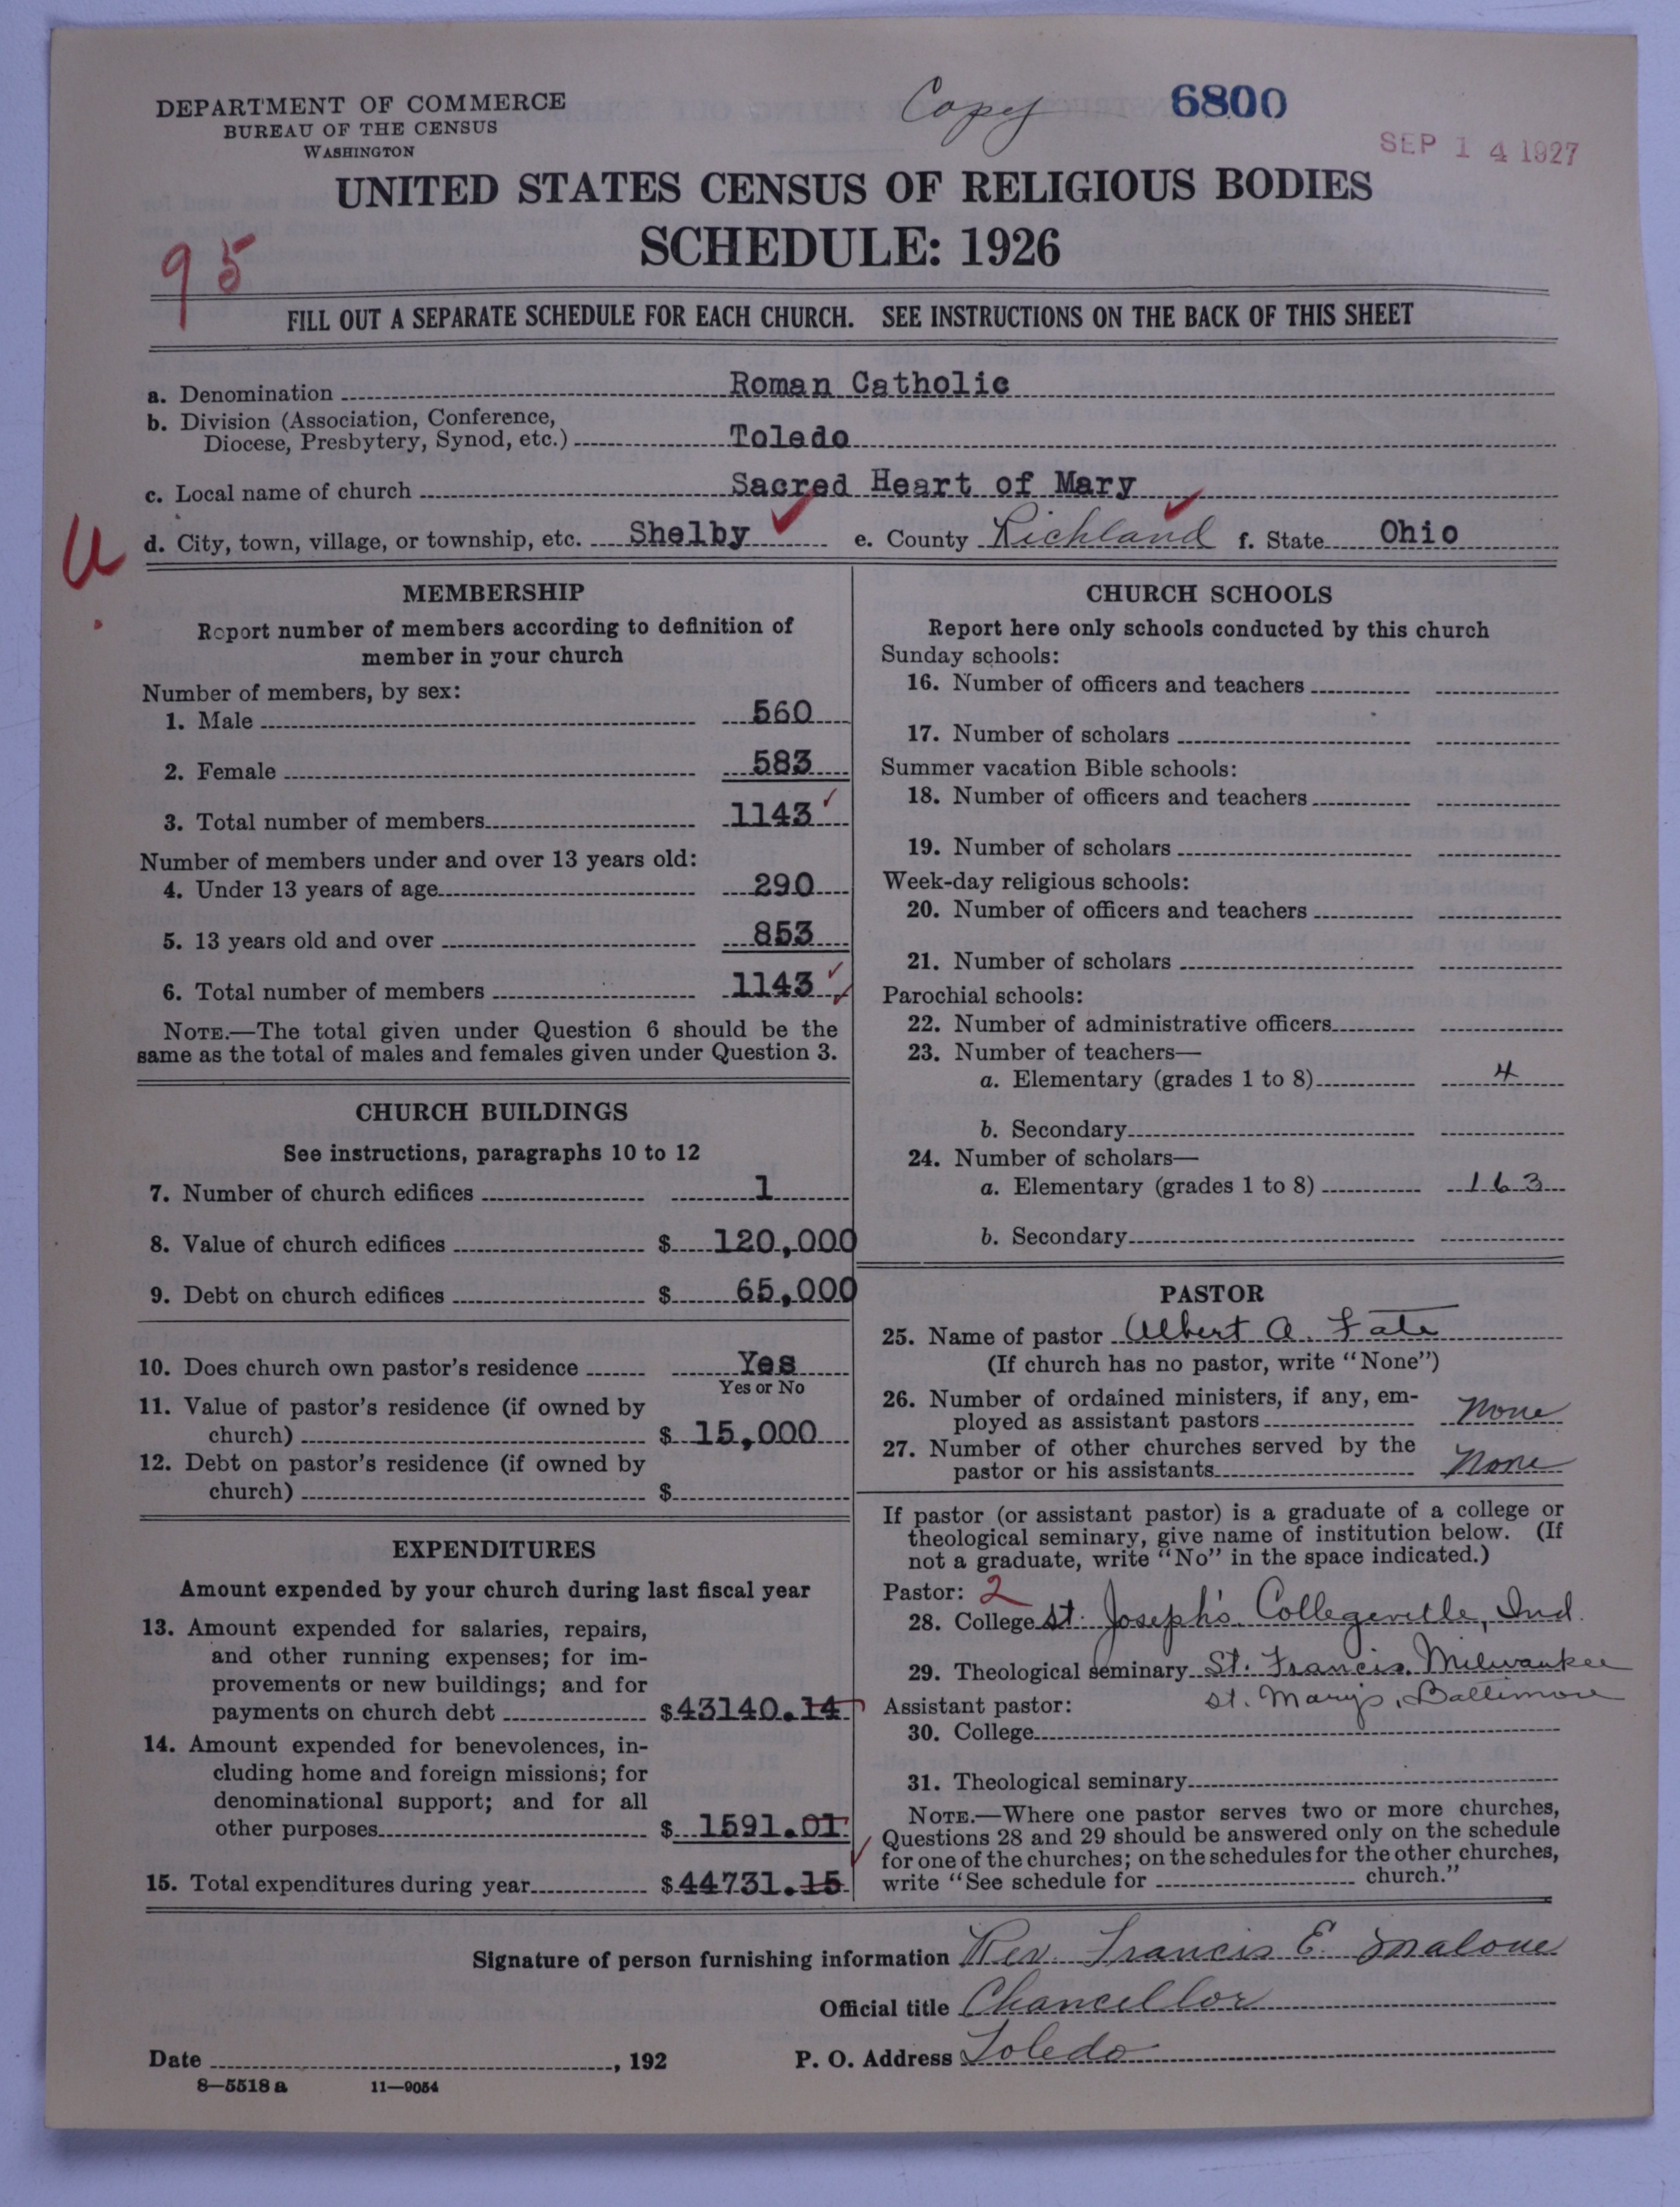 DEPARTMENT OF COMMERCE
BUREAU OF THE CENSUS
WASHINGTON
Copy 6800
SEP 14 1927
UNITED STATES CENSUS OF RELIGIOUS BODIES
SCHEDULE: 1926
95
FILL OUT A SEPARATE SCHEDULE FOR EACH CHURCH. SEE INSTRUCTIONS ON THE BACK OF THIS SHEET
a. Denomination Roman Catholic
b. Division (Association, Conference,
Diocese, Presbytery, Synod, etc.) Toledo
c. Local name of church Sacred Heart of Mary
U
d. City, town, village, or township, etc. Shelby e. County Richland f. State Ohio
MEMBERSHIP
Report number of members according to definition of
member in your church
Number of members, by sex:
1. Male 560
2. Female 583
3. Total number of members 1143
Number of members under and over 13 years old:
4. Under 13 years of age 290
5. 13 years old and over 853
6. Total number of members 1143
NOTE.—The total given under Question 6 should be the
same as the total of males and females given under Question 3.
CHURCH BUILDINGS
See instructions, paragraphs 10 to 12
7. Number of church edifices 1
8. Value of church edifices $ 120,000
9. Debt on church edifices $ 65,000
10. Does church own pastor's residence Yes
Yes or No
11. Value of pastor's residence (if owned by
church) $ 15,000
12. Debt on pastor's residence (if owned by
church) $
EXPENDITURES
Amount expended by your church during last fiscal year
13. Amount expended for salaries, repairs,
and other running expenses; for im-
provements or new buildings; and for
payments on church debt $43140.14
14. Amount expended for benevolences, in-
cluding home and foreign missions; for
denominational support; and for all
other purposes $ 1591.01
15. Total expenditures during year $44731.15
CHURCH SCHOOLS
Report here only schools conducted by this church
Sunday schools:
16. Number of officers and teachers
17. Number of scholars
Summer vacation Bible schools:
18. Number of officers and teachers
19. Number of scholars
Week-day religious schools:
20. Number of officers and teachers
21. Number of scholars
Parochial schools:
22. Number of administrative officers
23. Number of teachers—
a. Elementary (grades 1 to 8) 4
b. Secondary
24. Number of scholars—
a. Elementary (grades 1 to 8) 163
b. Secondary
PASTOR
25. Name of pastor Albert A. Fate
(If church has no pastor, write "None")
26. Number of ordained ministers, if any, em-
ployed as assistant pastors None
27. Number of other churches served by the
pastor or his assistants None
If pastor (or assistant pastor) is a graduate of a college or
theological seminary, give name of institution below. (If
not a graduate, write "No" in the space indicated.)
Pastor: 2
28. College St. Joseph's Collegeville, Ind.
29. Theological seminary St. Francis. Milwaukee
Assistant pastor: St. Mary's, Baltimore
30. College
31. Theological seminary
NOTE.—Where one pastor serves two or more churches,
Questions 28 and 29 should be answered only on the schedule
for one of the churches; on the schedules for the other churches,
write "See schedule for church."
Signature of person furnishing information Rev. Francis E. Malone
Official title Chancellor
Date , 192 P. O. Address Toledo
8—5518a 11—9054